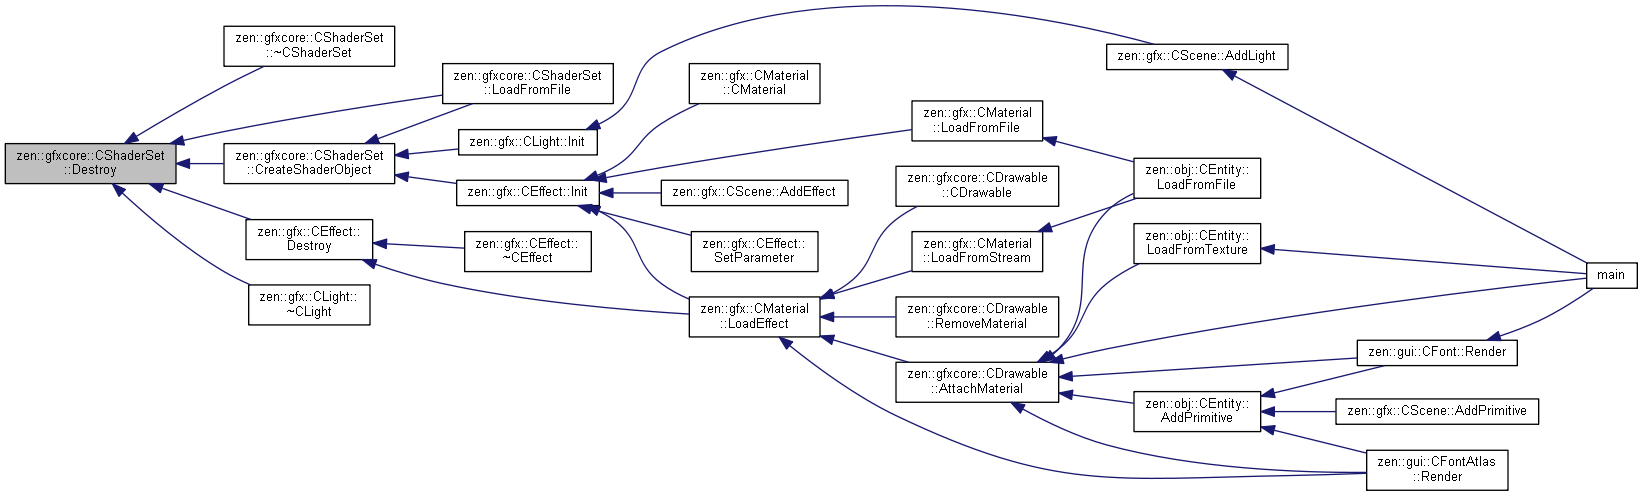 zen::gfxcore::CShaderSet
::Destroy
zen::gfxcore::CShaderSet
::~CShaderSet
zen::gfxcore::CShaderSet
::LoadFromFile
zen::gfxcore::CShaderSet
::CreateShaderObject
zen::gfx::CEffect::
Destroy
zen::gfx::CLight::
~CLight
zen::gfx::CLight::Init
zen::gfx::CEffect::Init
zen::gfx::CEffect::
~CEffect
zen::gfx::CMaterial
::CMaterial
zen::gfx::CScene::AddEffect
zen::gfx::CEffect::
SetParameter
zen::gfx::CMaterial
::LoadEffect
zen::gfx::CMaterial
::LoadFromFile
zen::gfxcore::CDrawable
::CDrawable
zen::gfx::CMaterial
::LoadFromStream
zen::gfxcore::CDrawable
::RemoveMaterial
zen::gfxcore::CDrawable
::AttachMaterial
zen::gfx::CScene::AddLight
zen::obj::CEntity::
LoadFromFile
zen::obj::CEntity::
LoadFromTexture
zen::obj::CEntity::
AddPrimitive
zen::gui::CFont::Render
zen::gfx::CScene::AddPrimitive
zen::gui::CFontAtlas
::Render
main